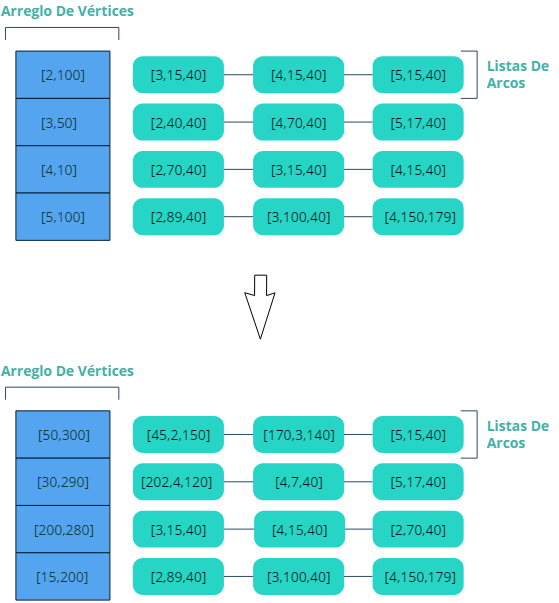 Arreglo De Vértices
[2,100] [3,15,40] [4,15,40] [5,15,40] Listas De
Arcos
[3,50] [2,40,40] [4,70,40] [5,17,40]
[4,10] [2,70,40] [3,15,40] [4,15,40]
[5,100] [2,89,40] [3,100,40] [4,150,179]
Arreglo De Vértices
[50,300] [45,2,150] [170,3,140] [5,15,40] Listas De
Arcos
[30,290] [202,4,120] [4,7,40] [5,17,40]
[200,280] [3,15,40] [4,15,40] [2,70,40]
[15,200] [2,89,40] [3,100,40] [4,150,179]